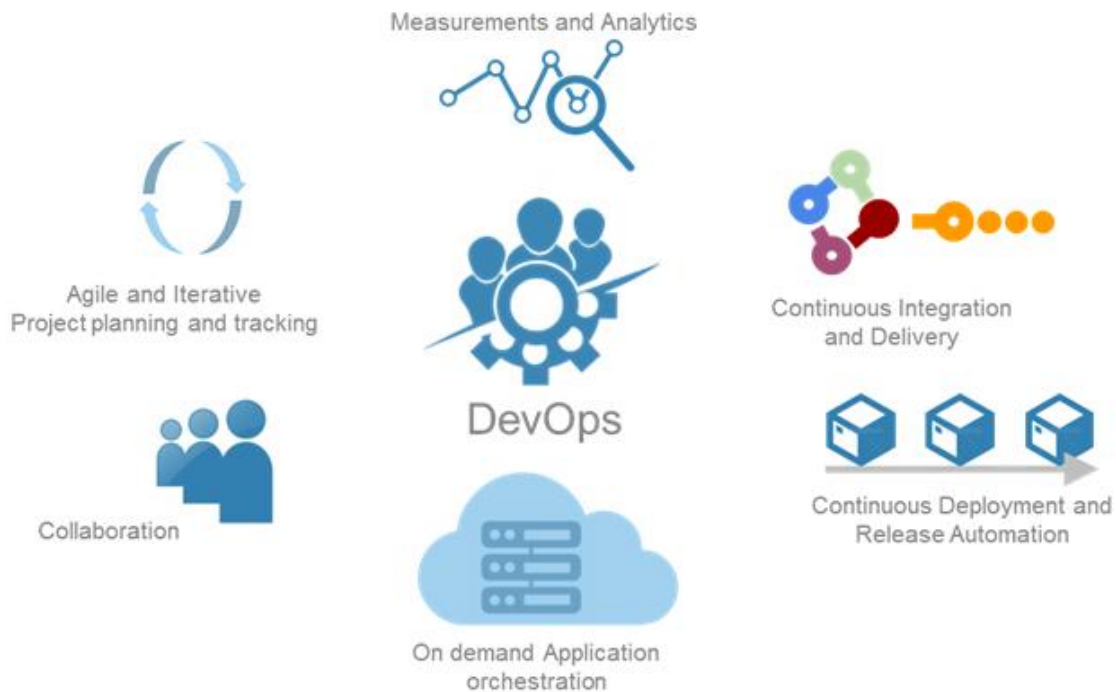 Measurements and Analytics
Agile and Iterative
Project planning and tracking
Continuous Integration
and Delivery
DevOps
Collaboration
Continuous Deployment and
Release Automation
On demand Application
orchestration